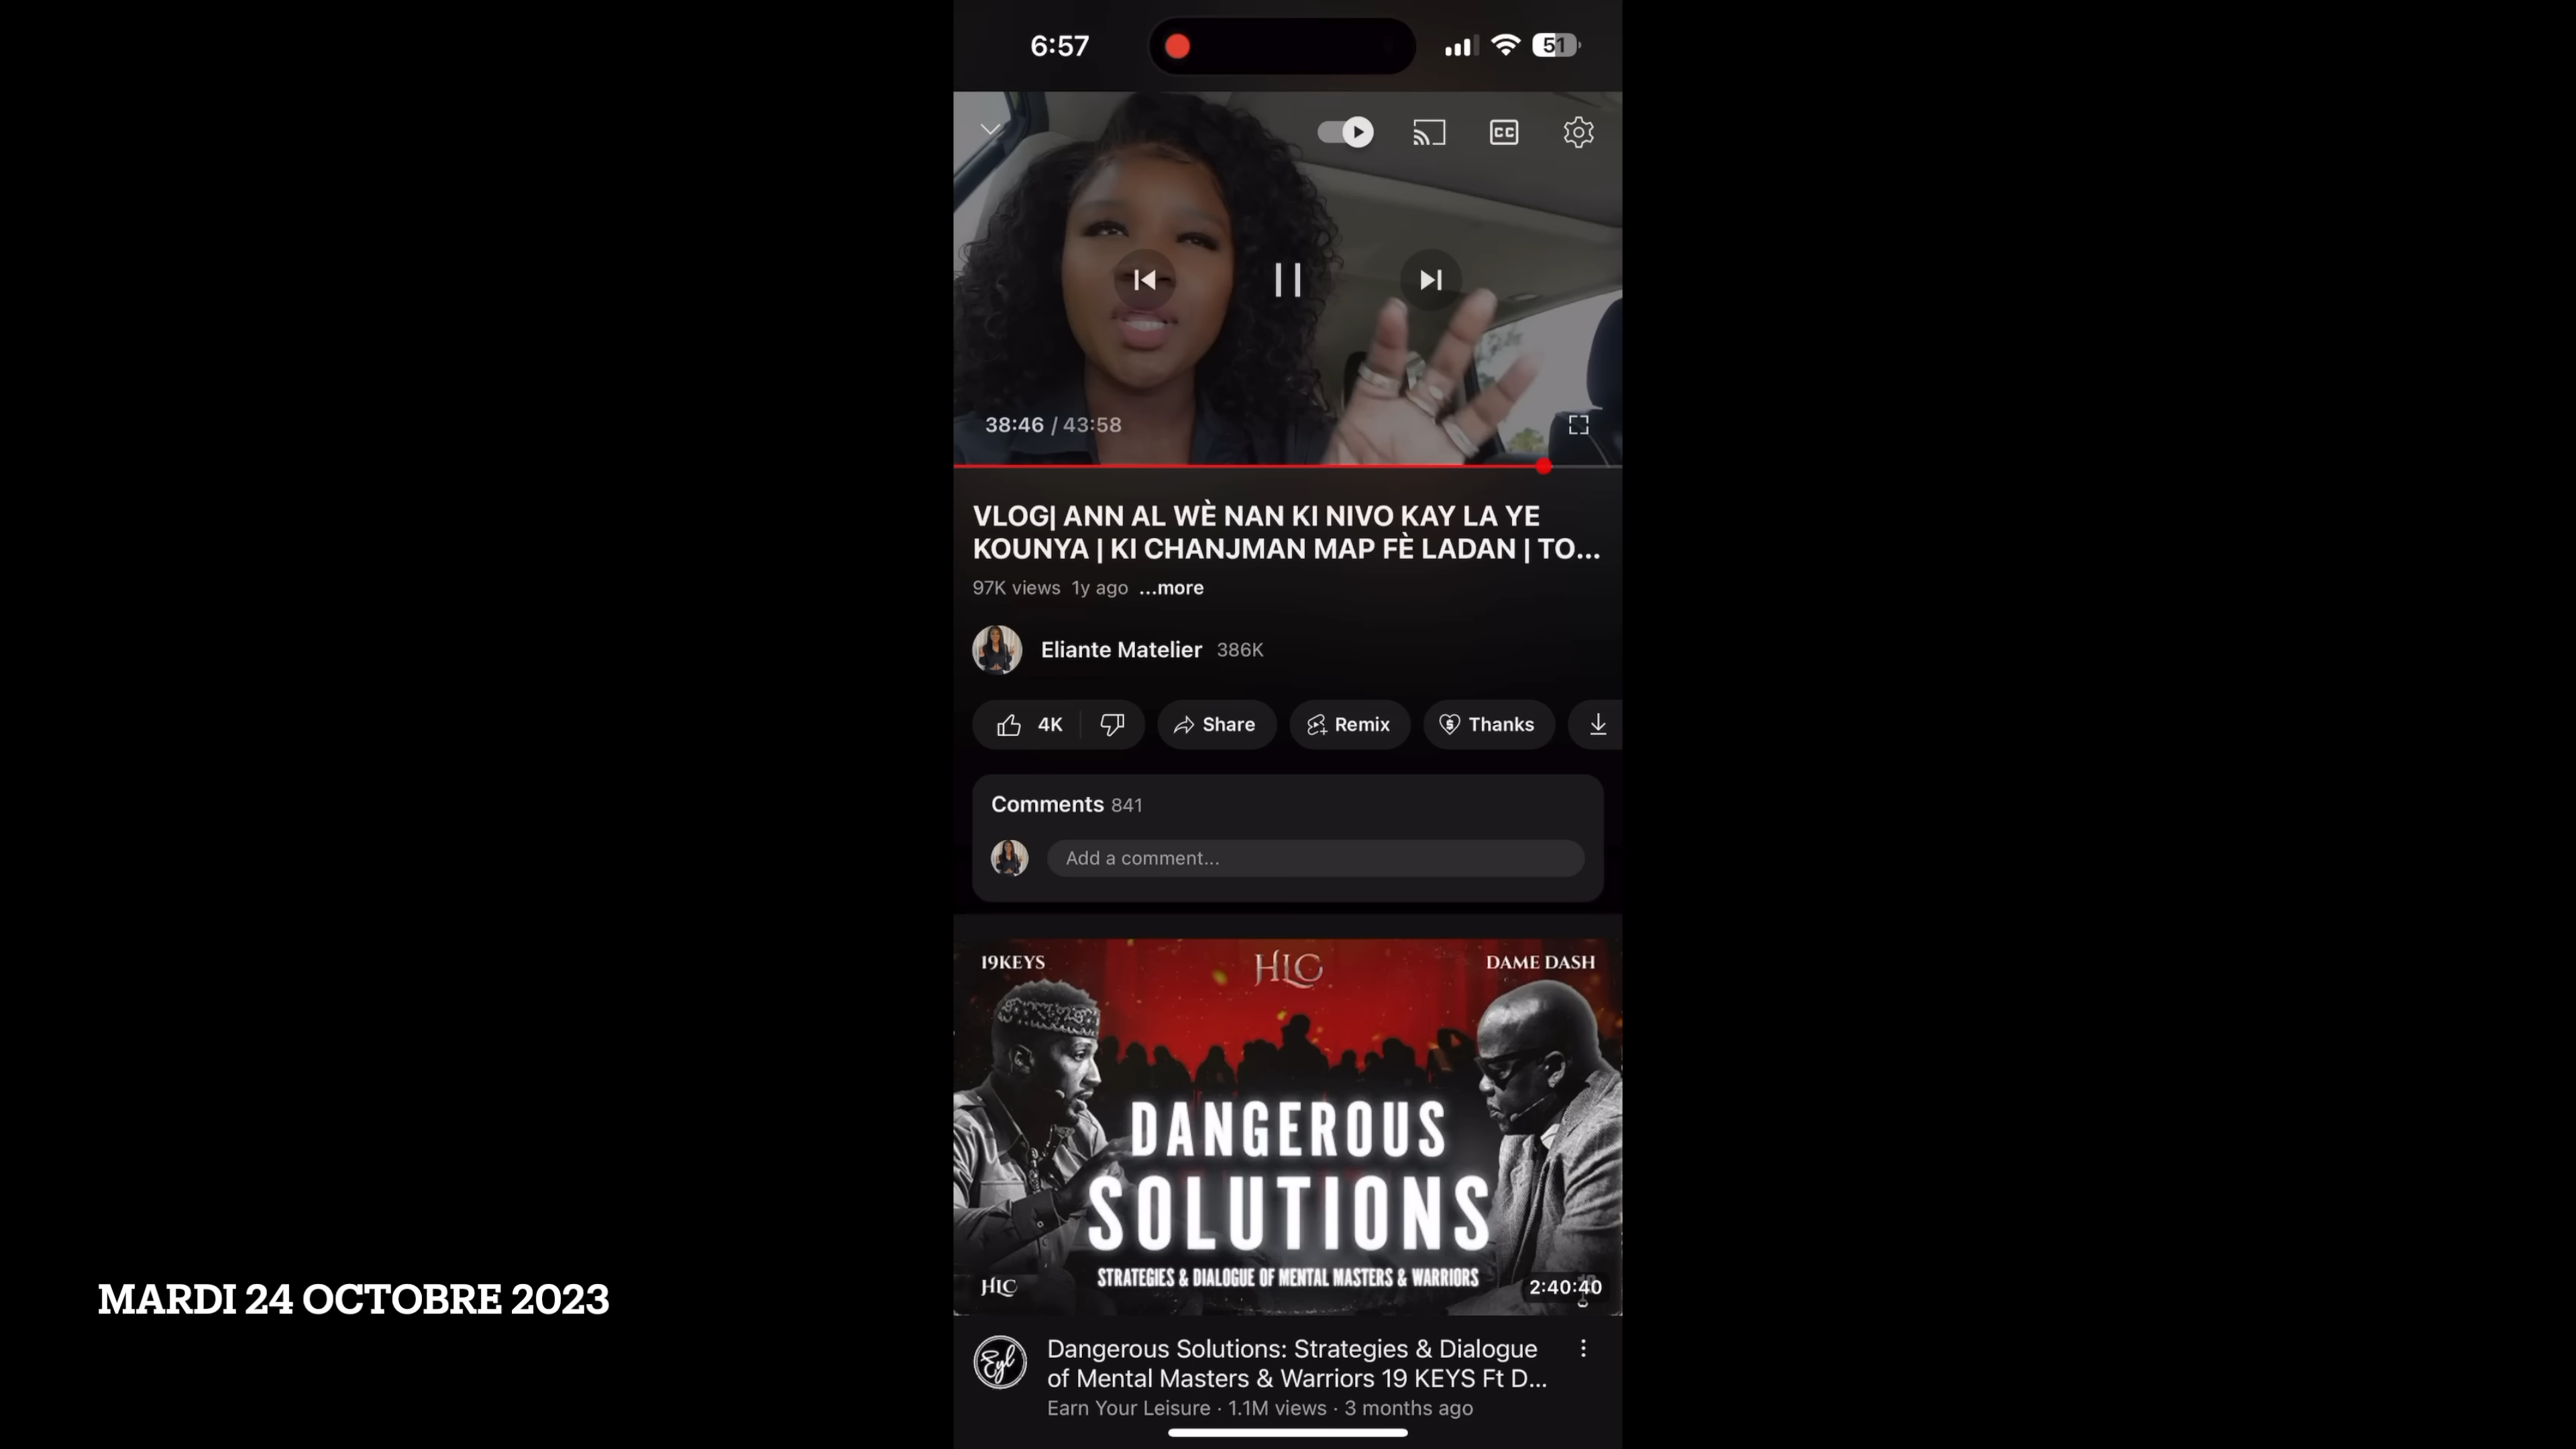 6:57
51
CC
38:46 / 43:58
VLOG| ANN AL WÈ NAN KI NIVO KAY LA YE
KOUNYA | KI CHANJMAN MAP FÈ LADAN | TO...
97K views 1y ago ...more
Eliante Matelier 386K
4K
Share
Remix
Thanks
Comments 841
Add a comment...
19KEYS
HLC
DAME DASH
DANGEROUS
SOLUTIONS
STRATEGIES & DIALOGUE OF MENTAL MASTERS & WARRIORS
HLC
2:40:40
MARDI 24 OCTOBRE 2023
Eyl
Dangerous Solutions: Strategies & Dialogue
of Mental Masters & Warriors 19 KEYS Ft D...
Earn Your Leisure · 1.1M views · 3 months ago